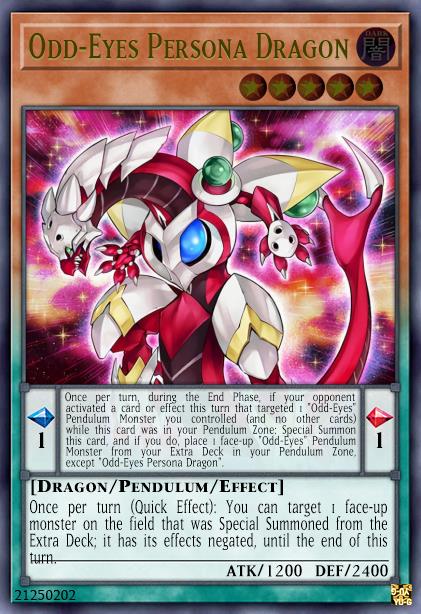 Odd-Eyes Persona Dragon
DARK
闇
Once per turn, during the End Phase, if your opponent
activated a card or effect this turn that targeted 1 "Odd-Eyes"
Pendulum Monster you controlled (and no other cards)
while this card was in your Pendulum Zone: Special Summon
this card, and if you do, place 1 face-up "Odd-Eyes" Pendulum
Monster from your Extra Deck in your Pendulum Zone,
except "Odd-Eyes Persona Dragon".
1
1
[Dragon/Pendulum/Effect]
Once per turn (Quick Effect): You can target 1 face-up
monster on the field that was Special Summoned from the
Extra Deck; it has its effects negated, until the end of this
turn.
ATK/1200 DEF/2400
21250202